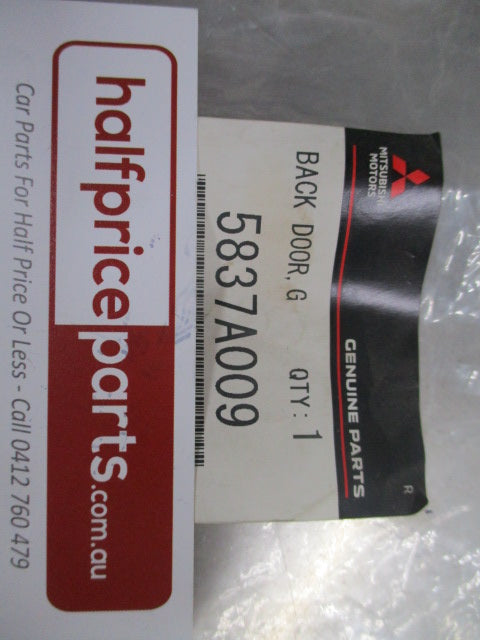 MITSUBISHI
MOTORS
GENUINE PARTS
R
BACK DOOR,G QTY:1
5837A009
halfpriceparts.com.au
Car Parts For Half Price Or Less - Call 0412 760 479